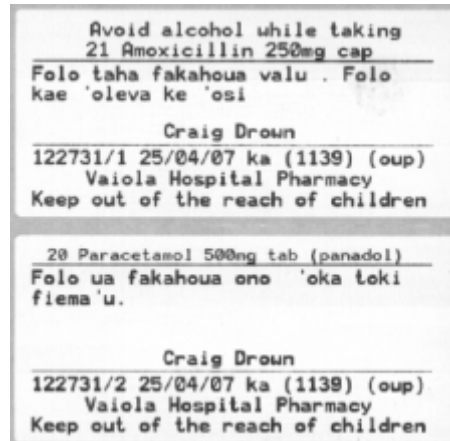 Avoid alcohol while taking
21 Amoxicillin 250mg cap
Folo taha fakahoua valu . Folo
kae 'oleva ke 'osi
Craig Drown
122731/1 25/04/07 ka (1139) (oup)
Vaiola Hospital Pharmacy
Keep out of the reach of children
20 Paracetamol 500mg tab (panadol)
Folo ua fakahoua ono 'oka toki
fiema'u.
Craig Drown
122731/2 25/04/07 ka (1139) (oup)
Vaiola Hospital Pharmacy
Keep out of the reach of children